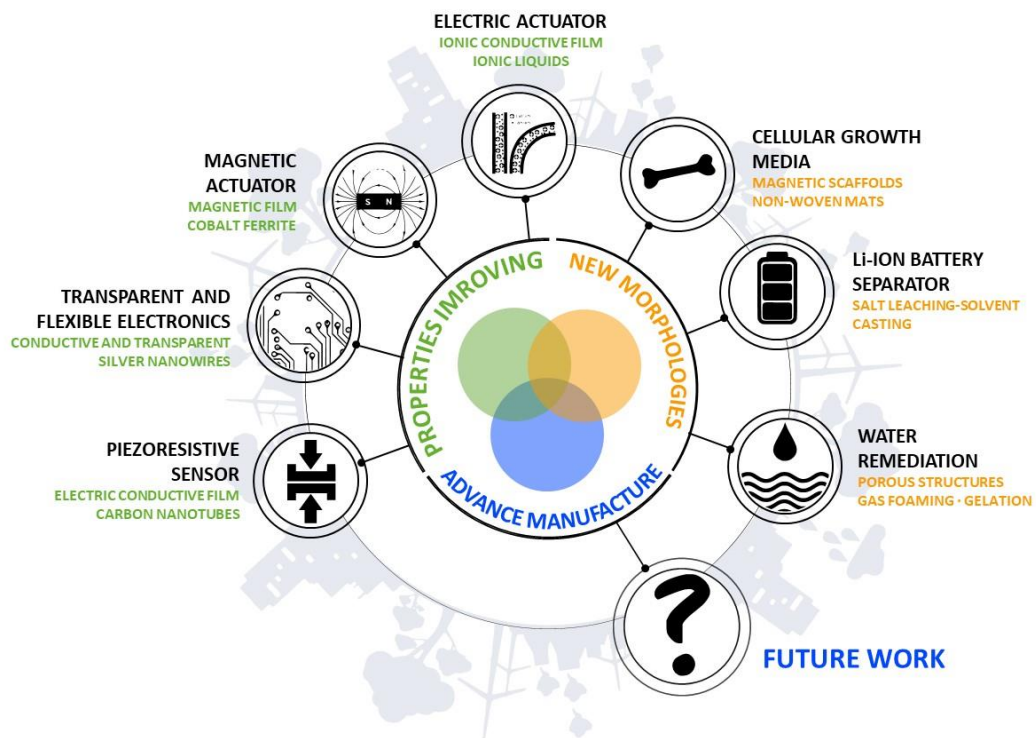 ELECTRIC ACTUATOR
IONIC CONDUCTIVE FILM
IONIC LIQUIDS
MAGNETIC
ACTUATOR
MAGNETIC FILM
COBALT FERRITE
S N
CELLULAR GROWTH
MEDIA
MAGNETIC SCAFFOLDS
NON-WOVEN MATS
TRANSPARENT AND
FLEXIBLE ELECTRONICS
CONDUCTIVE AND TRANSPARENT
SILVER NANOWIRES
Li-ION BATTERY
SEPARATOR
SALT LEACHING-SOLVENT
CASTING
PROPERTIES IMROVING
NEW MORPHOLOGIES
ADVANCE MANUFACTURE
PIEZORESISTIVE
SENSOR
ELECTRIC CONDUCTIVE FILM
CARBON NANOTUBES
WATER
REMEDIATION
POROUS STRUCTURES
GAS FOAMING · GELATION
?
FUTURE WORK